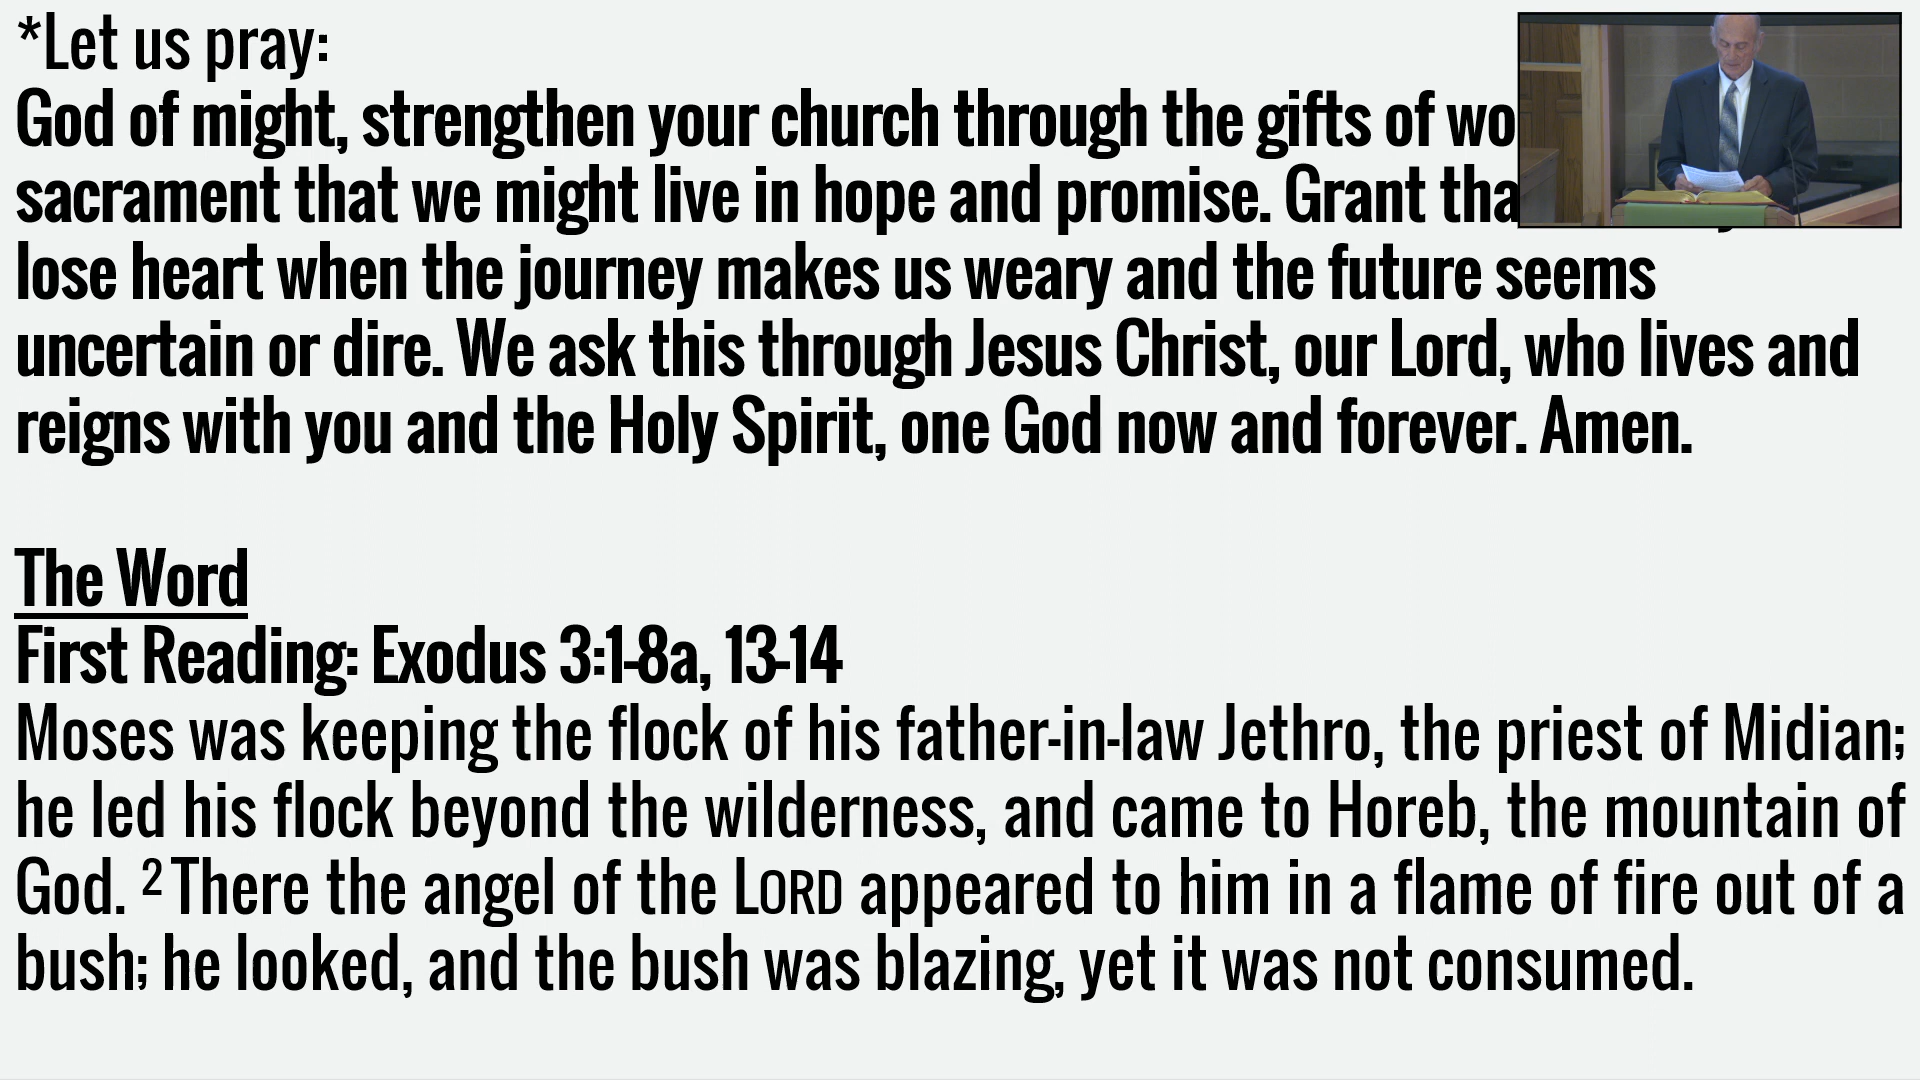 *Let us pray:
God of might, strengthen your church through the gifts of
sacrament that we might live in hope and promise. Grant
lose heart when the journey makes us weary and the future seems
uncertain or dire. We ask this through Jesus Christ, our Lord, who lives and
reigns with you and the Holy Spirit, one God now and forever. Amen.
The Word
First Reading: Exodus 3:1-8a, 13-14
Moses was keeping the flock of his father-in-law Jethro, the priest of Midian;
he led his flock beyond the wilderness, and came to Horeb, the mountain of
God. ² There the angel of the LORD appeared to him in a flame of fire out of a
bush; he looked, and the bush was blazing, yet it was not consumed.